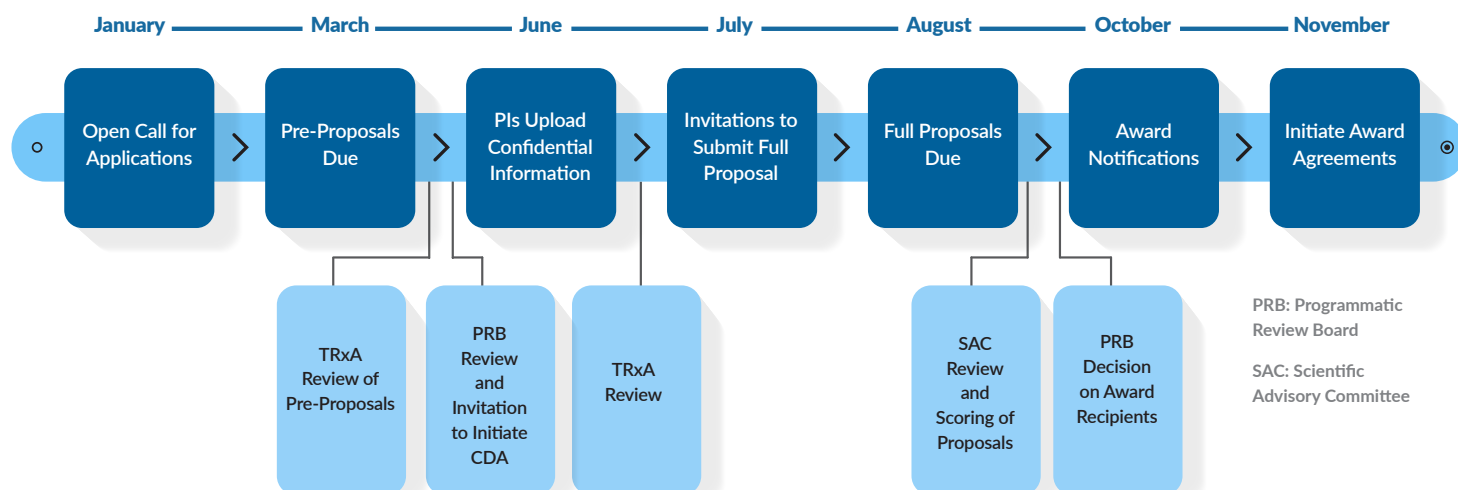 January
March
June
July
August
October
November
Open Call for
Applications
Pre-Proposals
Due
PIs Upload
Confidential
Information
Invitations to
Submit Full
Proposal
Full Proposals
Due
Award
Notifications
Initiate Award
Agreements
TRxA
Review of
Pre-Proposals
PRB
Review
and
Invitation
to Initiate
CDA
TRxA
Review
SAC
Review
and
Scoring of
Proposals
PRB
Decision
on Award
Recipients
PRB: Programmatic
Review Board
SAC: Scientific
Advisory Committee